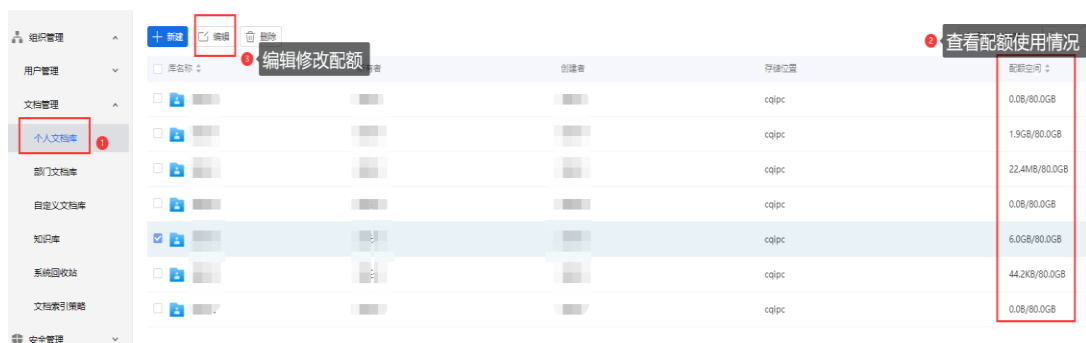 组织管理
用户管理
文档管理
个人文档库
1
部门文档库
自定义文档库
知识库
系统回收站
文档索引策略
安全管理
新建 编辑 删除
3 编辑修改配额
2 查看配额使用情况
库名称 创建者 存储位置 配额空间
cqipc 0.0B/80.0GB
cqipc 1.9GB/80.0GB
cqipc 22.4MB/80.0GB
cqipc 0.0B/80.0GB
cqipc 6.0GB/80.0GB
cqipc 44.2KB/80.0GB
cqipc 0.0B/80.0GB